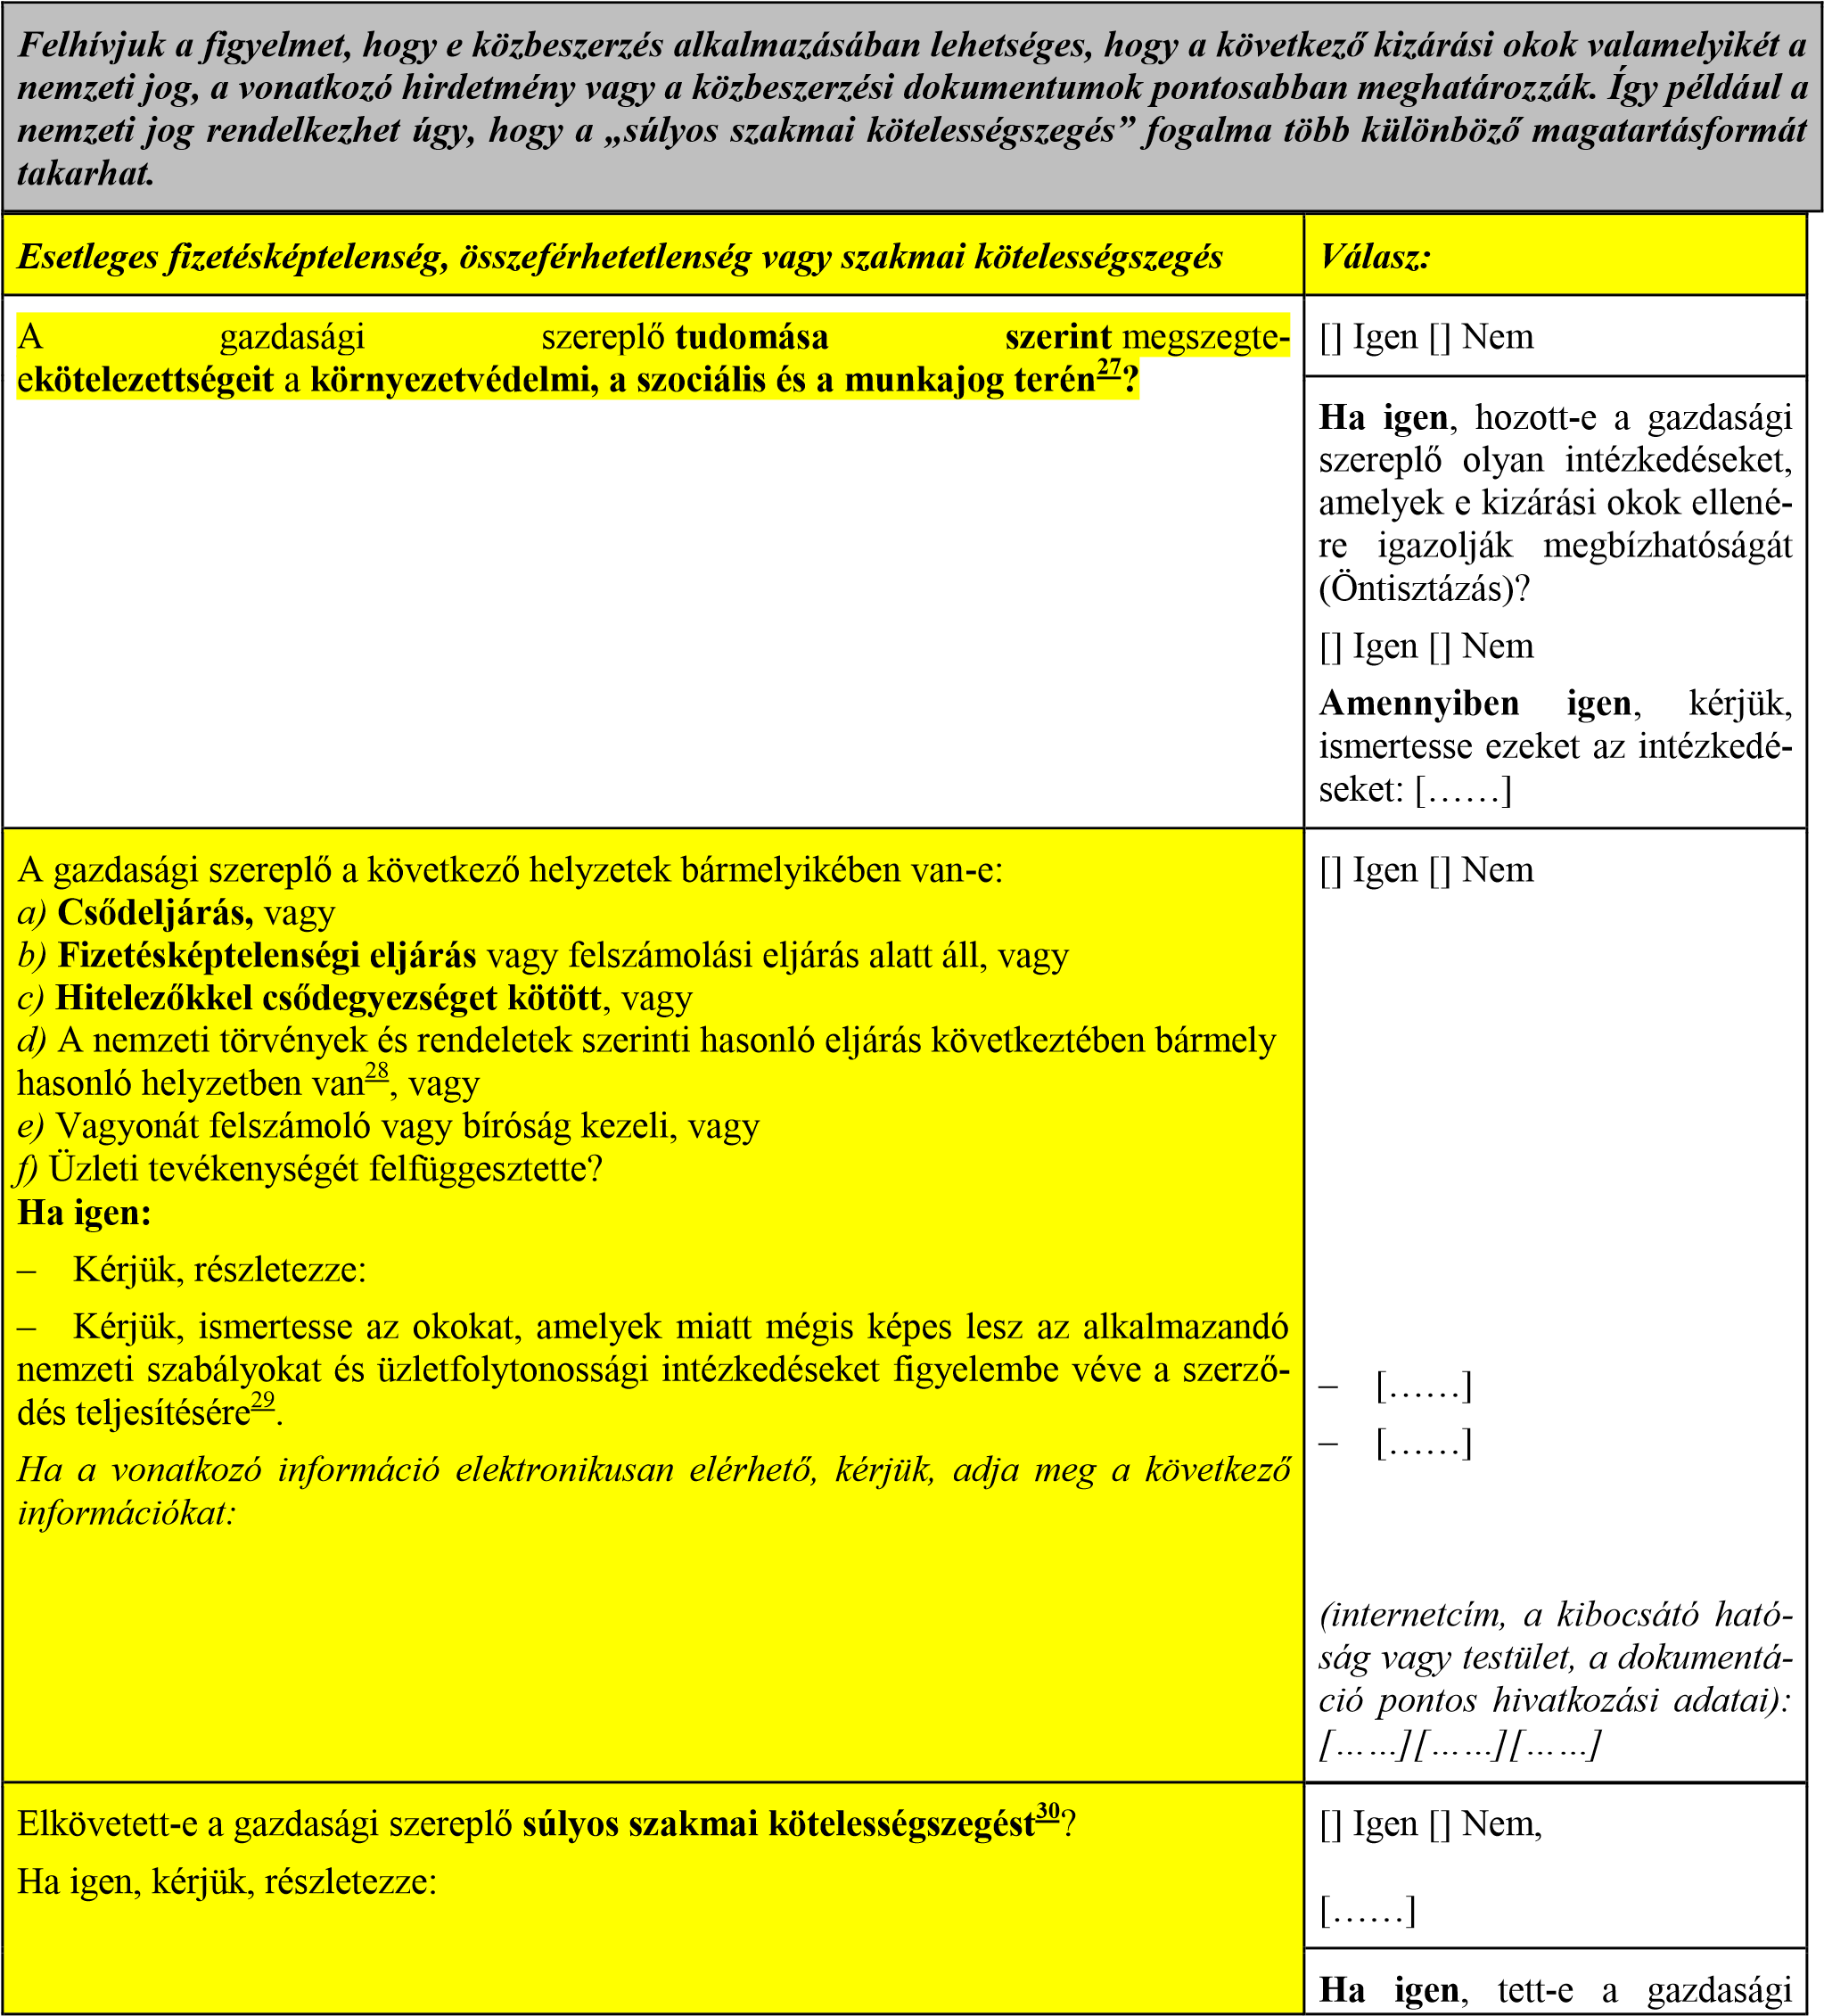 Felhívjuk a figyelmet, hogy e közbeszerzés alkalmazásában lehetséges, hogy a következő kizárási okok valamelyikét a
nemzeti jog, a vonatkozó hirdetmény vagy a közbeszerzési dokumentumok pontosabban meghatározzák. Így például a
nemzeti jog rendelkezhet úgy, hogy a „súlyos szakmai kötelességszegés” fogalma több különböző magatartásformát
takarhat.
Esetleges fizetésképtelenség, összeférhetetlenség vagy szakmai kötelességszegés
Válasz:
A gazdasági szereplő tudomása szerint megszegte-
ekötelezettségeit a környezetvédelmi, a szociális és a munkajog terén27?
[] Igen [] Nem
Ha igen, hozott-e a gazdasági
szereplő olyan intézkedéseket,
amelyek e kizárási okok ellené-
re igazolják megbízhatóságát
(Öntisztázás)?
[] Igen [] Nem
Amennyiben igen, kérjük,
ismertesse ezeket az intézkedé-
seket: [……]
A gazdasági szereplő a következő helyzetek bármelyikében van-e:
a) Csődeljárás, vagy
b) Fizetésképtelenségi eljárás vagy felszámolási eljárás alatt áll, vagy
c) Hitelezőkkel csődegyezséget kötött, vagy
d) A nemzeti törvények és rendeletek szerinti hasonló eljárás következtében bármely
hasonló helyzetben van28, vagy
e) Vagyonát felszámoló vagy bíróság kezeli, vagy
f) Üzleti tevékenységét felfüggesztette?
Ha igen:
– Kérjük, részletezze:
– Kérjük, ismertesse az okokat, amelyek miatt mégis képes lesz az alkalmazandó
nemzeti szabályokat és üzletfolytonossági intézkedéseket figyelembe véve a szerző-
dés teljesítésére29.
Ha a vonatkozó információ elektronikusan elérhető, kérjük, adja meg a következő
információkat:
[] Igen [] Nem
– [……]
– [……]
(internetcím, a kibocsátó ható-
ság vagy testület, a dokumentá-
ció pontos hivatkozási adatai):
[……][……][……]
Elkövetett-e a gazdasági szereplő súlyos szakmai kötelességszegést30?
Ha igen, kérjük, részletezze:
[] Igen [] Nem,
[……]
Ha igen, tett-e a gazdasági